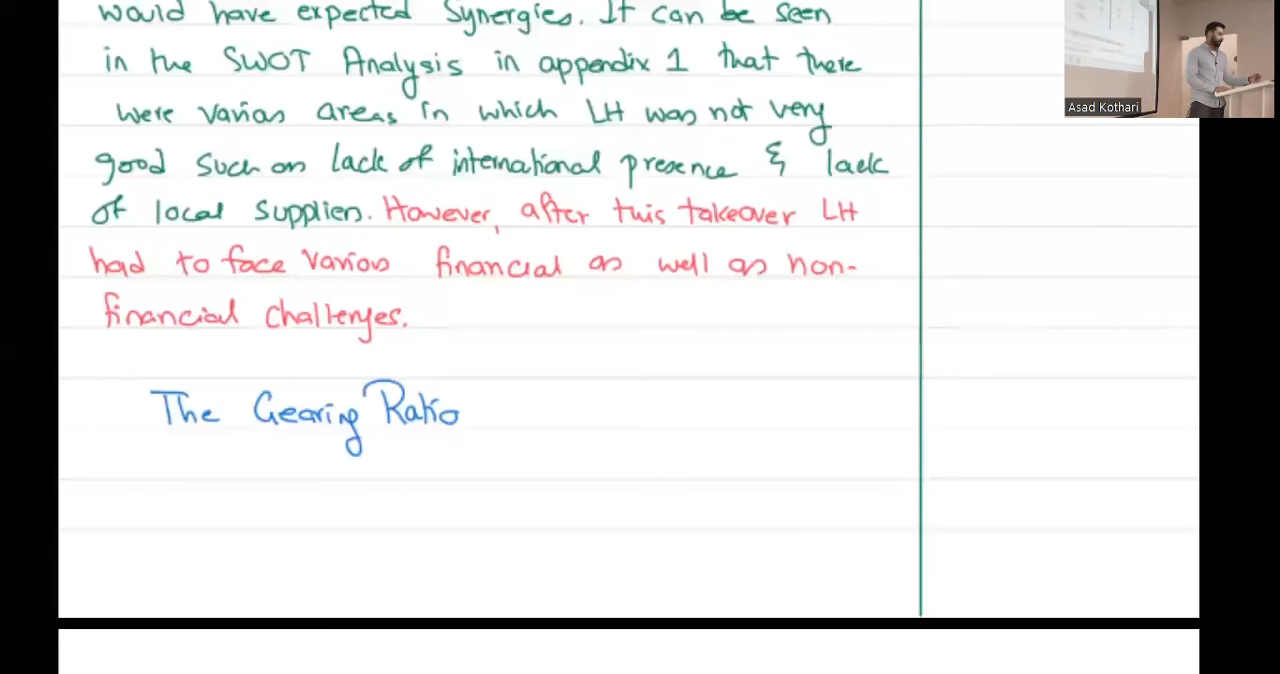 would have expected Synergies. It can be seen
in the SWOT Analysis in appendix 1 that there
were varias areas in which LH was not very
good such as lack of international presence & lack
of local suppliers. However, after this takeover LH
had to face varios financial as well as non-
financial challenges.
The Gearing Ratio
Asad Kothari